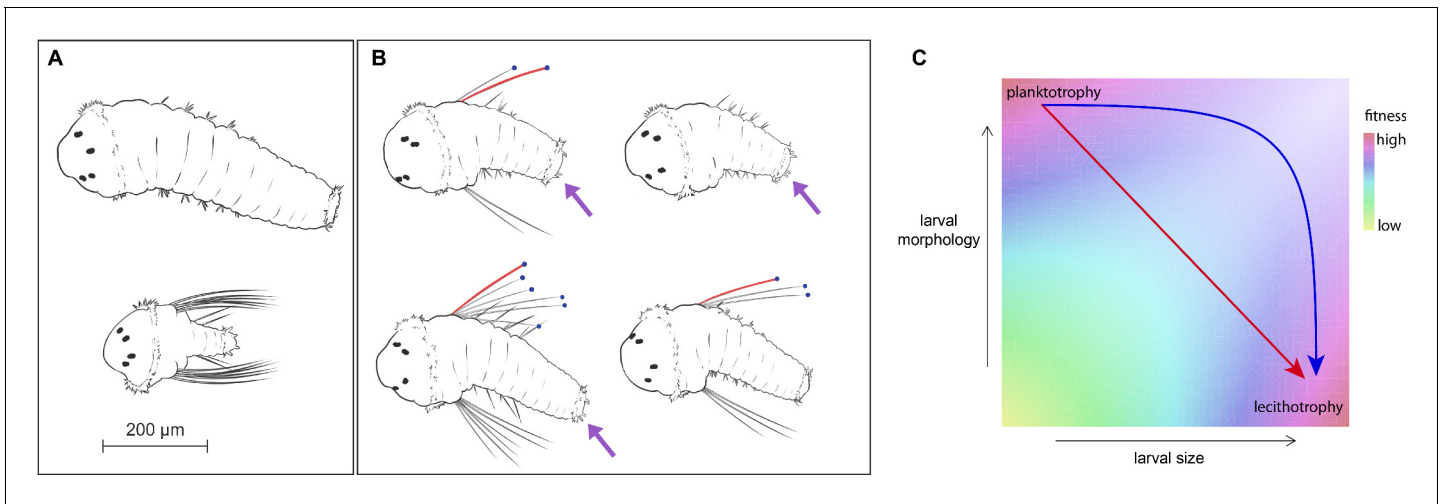 A
200 µm
B
C
planktotrophy
lecithotrophy
larval
morphology
larval size
fitness
high
low